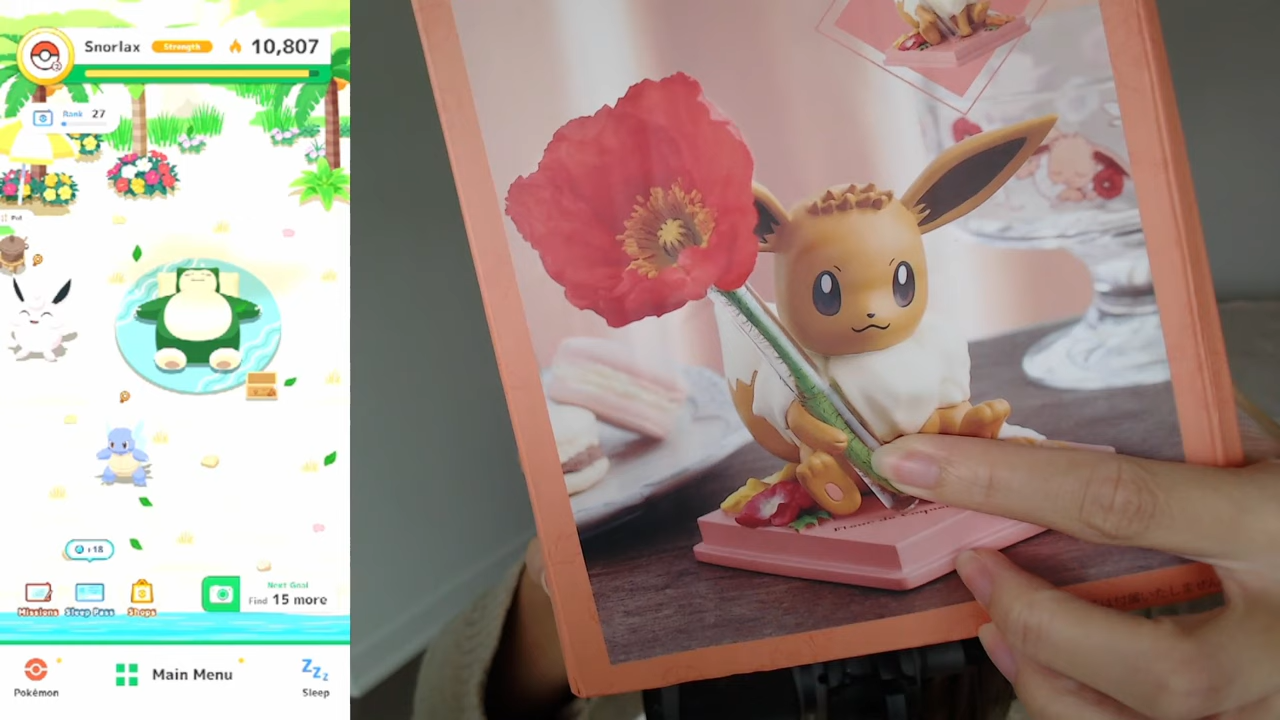 Snorlax
Strength
10,807
Rank 27
+18
Missions
Sleep Pass
Shops
Next Goal
Find 15 more
Pokémon
Main Menu
Zzz
Sleep